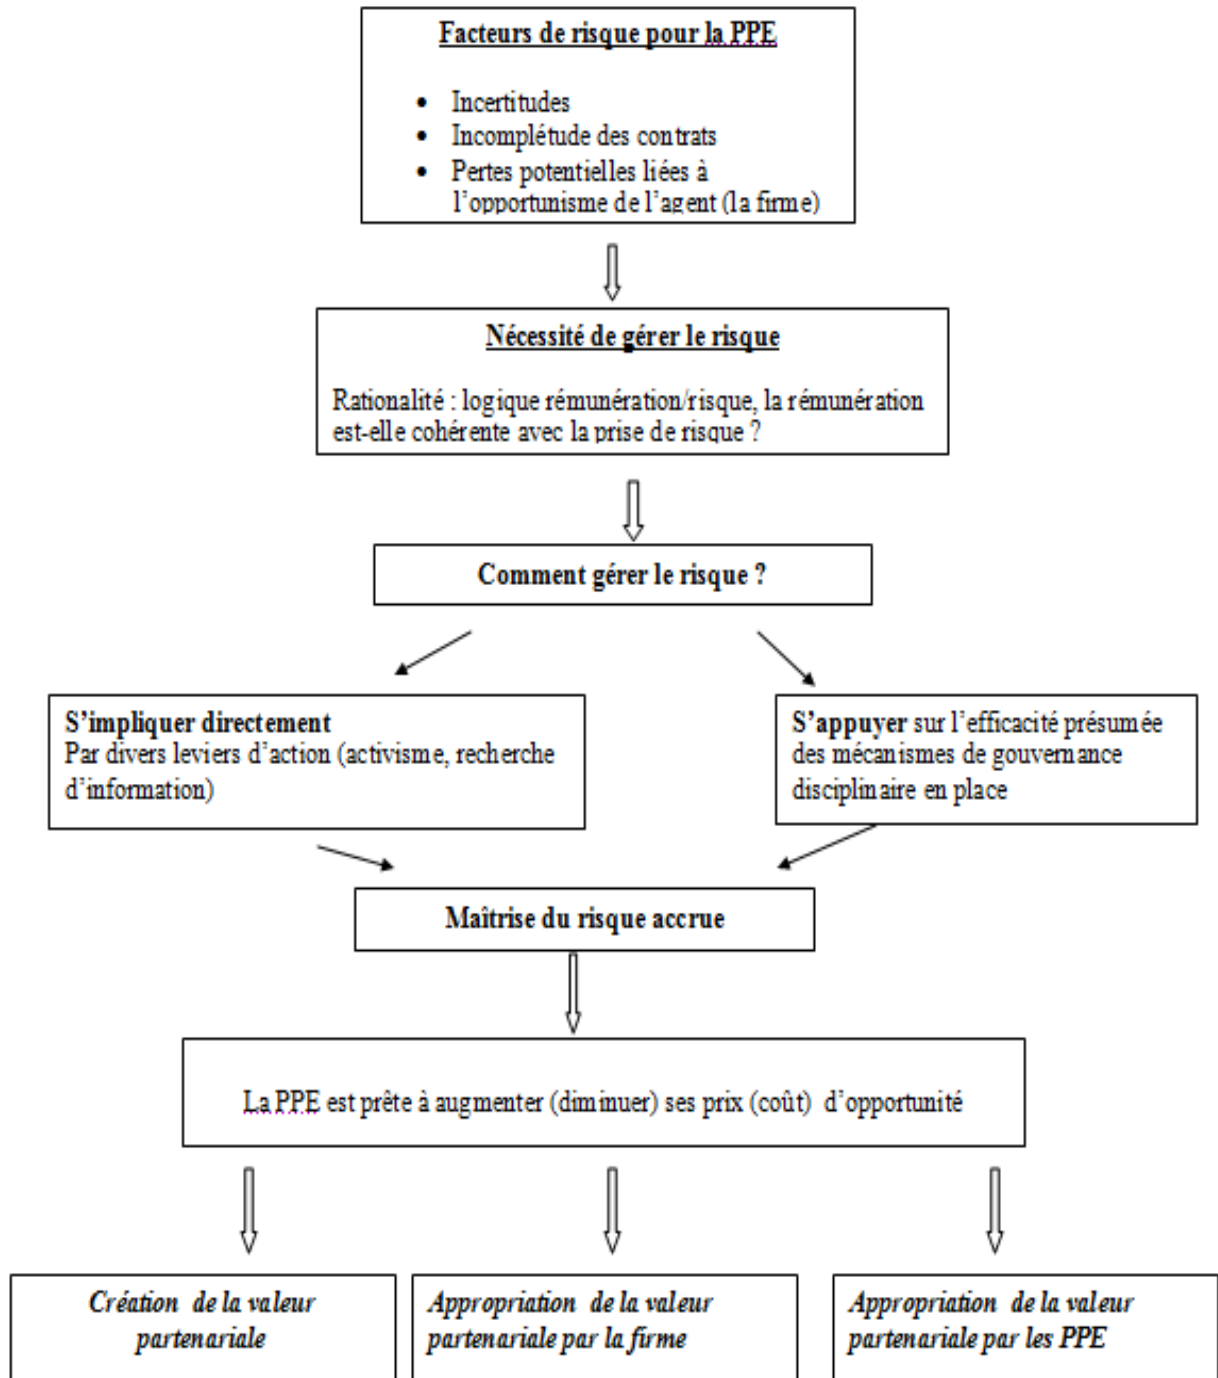 Facteurs de risque pour la PPE
• Incertitudes
• Incomplétude des contrats
• Pertes potentielles liées à
l’opportunisme de l’agent (la firme)
Nécessité de gérer le risque
Rationalité : logique rémunération/risque, la rémunération
est-elle cohérente avec la prise de risque ?
Comment gérer le risque ?
S’impliquer directement
Par divers leviers d’action (activisme, recherche
d’information)
S’appuyer sur l’efficacité présumée
des mécanismes de gouvernance
disciplinaire en place
Maîtrise du risque accrue
La PPE est prête à augmenter (diminuer) ses prix (coût) d’opportunité
Création de la valeur
partenariale
Appropriation de la valeur
partenariale par la firme
Appropriation de la valeur
partenariale par les PPE